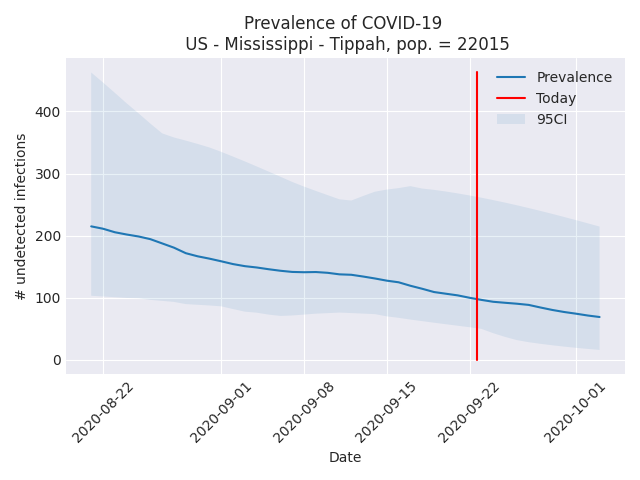 Prevalence of COVID-19
US - Mississippi - Tippah, pop. = 22015
Prevalence
Today
95CI
# undetected infections
400
300
200
100
0
2020-08-22
2020-09-01
2020-09-08
2020-09-15
2020-09-22
2020-10-01
Date